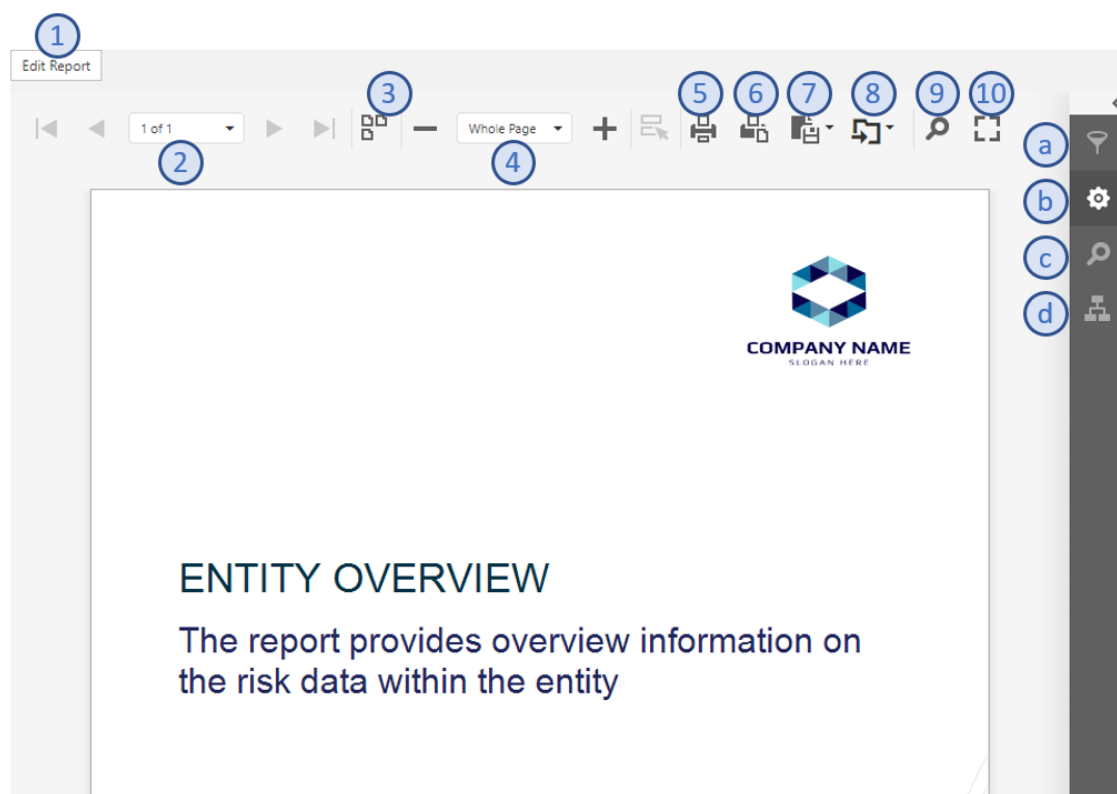 1
Edit Report
3
5 6 7 8 9 10
1 of 1
Whole Page
2
4
a
b
c
d
COMPANY NAME
SLOGAN HERE
ENTITY OVERVIEW
The report provides overview information on
the risk data within the entity